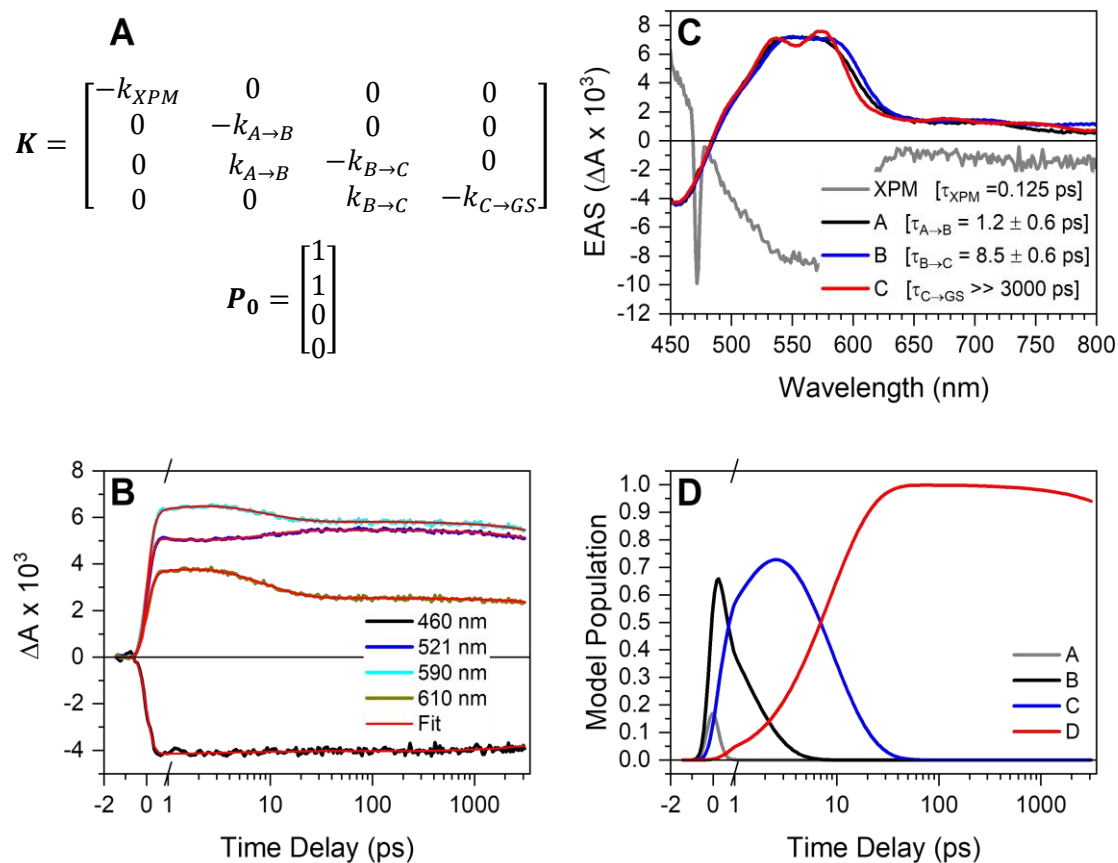 A
K = [−k_XPM 0 0 0
0 −k_A→B 0 0
0 k_A→B −k_B→C 0
0 0 k_B→C −k_C→GS]
P_0 = [1
1
0
0]
C
8
6
4
2
0
-2
-4
-6
-8
-10
-12
EAS (ΔA x 10³)
XPM [τ_XPM =0.125 ps]
A [τ_A→B = 1.2 ± 0.6 ps]
B [τ_B→C = 8.5 ± 0.6 ps]
C [τ_C→GS >> 3000 ps]
450 500 550 600 650 700 750 800
Wavelength (nm)
B
8
6
4
2
0
-2
-4
ΔA x 10³
460 nm
521 nm
590 nm
610 nm
Fit
-2 0 1 10 100 1000
Time Delay (ps)
D
1.0
0.9
0.8
0.7
0.6
0.5
0.4
0.3
0.2
0.1
0.0
Model Population
A
B
C
D
-2 0 1 10 100 1000
Time Delay (ps)